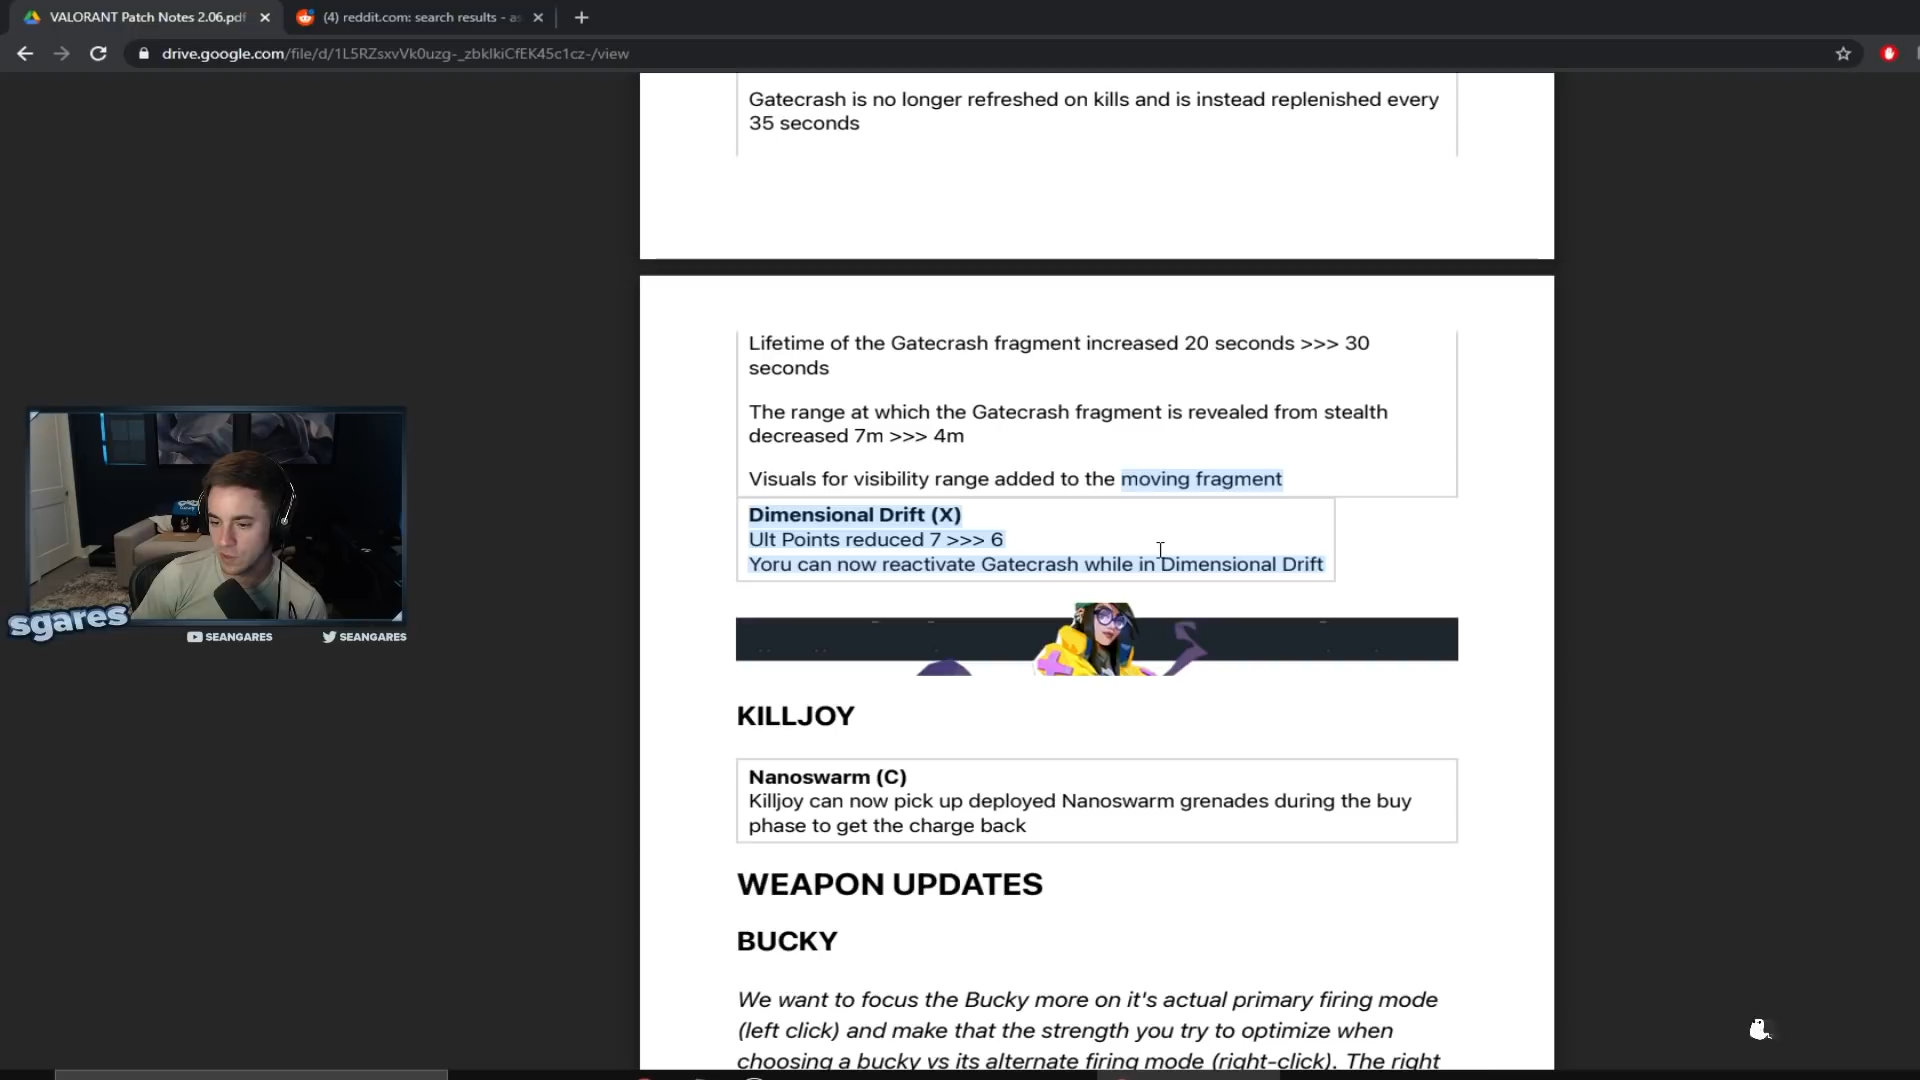 VALORANT Patch Notes 2.06.pdf
(4) reddit.com: search results - as
drive.google.com/file/d/1L5RZsxvVk0uzg-_zbklkiCfEK45c1cz-/view
Gatecrash is no longer refreshed on kills and is instead replenished every
35 seconds
Lifetime of the Gatecrash fragment increased 20 seconds >>> 30
seconds
The range at which the Gatecrash fragment is revealed from stealth
decreased 7m >>> 4m
Visuals for visibility range added to the moving fragment
Dimensional Drift (X)
Ult Points reduced 7 >>> 6
Yoru can now reactivate Gatecrash while in Dimensional Drift
sgares
SEANGARES
SEANGARES
KILLJOY
Nanoswarm (C)
Killjoy can now pick up deployed Nanoswarm grenades during the buy
phase to get the charge back
WEAPON UPDATES
BUCKY
We want to focus the Bucky more on it's actual primary firing mode
(left click) and make that the strength you try to optimize when
choosing a bucky vs its alternate firing mode (right-click). The right